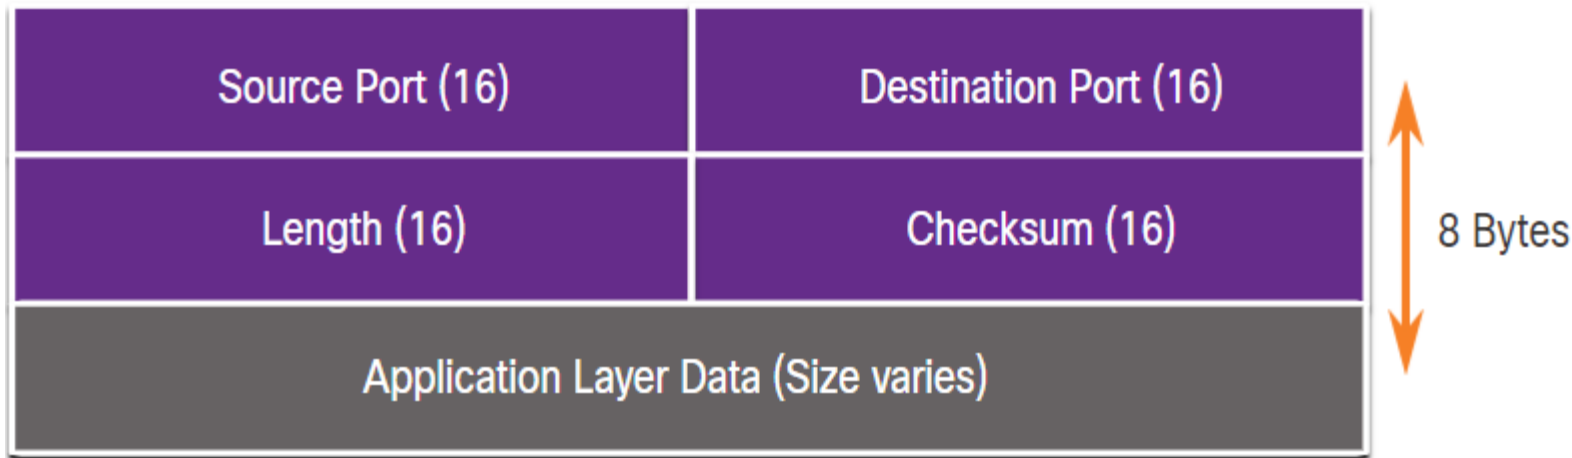 Source Port (16) Destination Port (16)
Length (16) Checksum (16)
8 Bytes
Application Layer Data (Size varies)